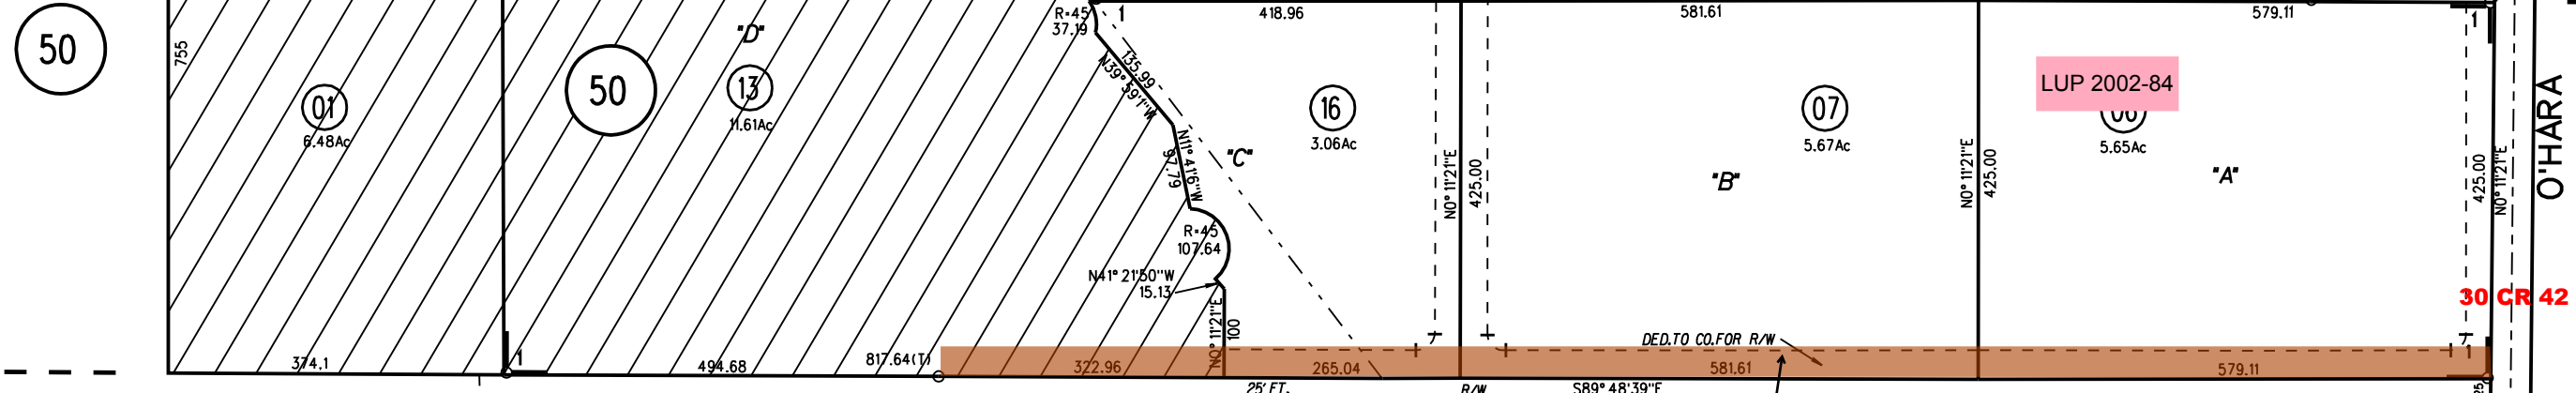 50
755
01
6.48Ac
374.1
50
"D"
13
11.61Ac
494.68
817.64(T)
322.96
R=45
37.19
1
135.99
N39° 59'1"W
N11° 41'6"W
97.79
R=45
107.64
N41° 21'50"W
15.13
N0° 11'21"E
100
"C"
418.96
16
3.06Ac
265.04
25' FT.
R/W
S89° 48'39"E
N0° 11'21"E
425.00
581.61
07
5.67Ac
"B"
DED.TO CO.FOR R/W
581.61
N0° 11'21"E
425.00
579.11
LUP 2002-84
5.65Ac
"A"
579.11
425.00
N0° 11'21"E
1
1
1
O'HARA
30 CR 42